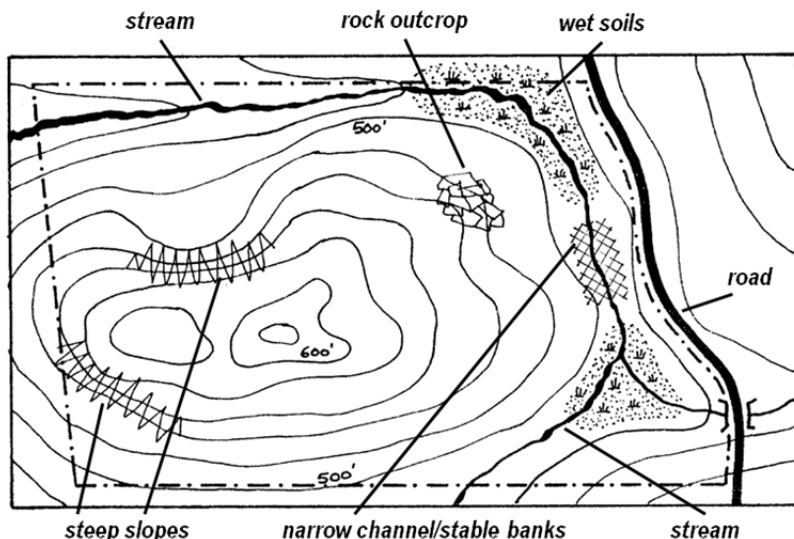 stream
rock outcrop
wet soils
500'
road
600'
500'
steep slopes
narrow channel/stable banks
stream